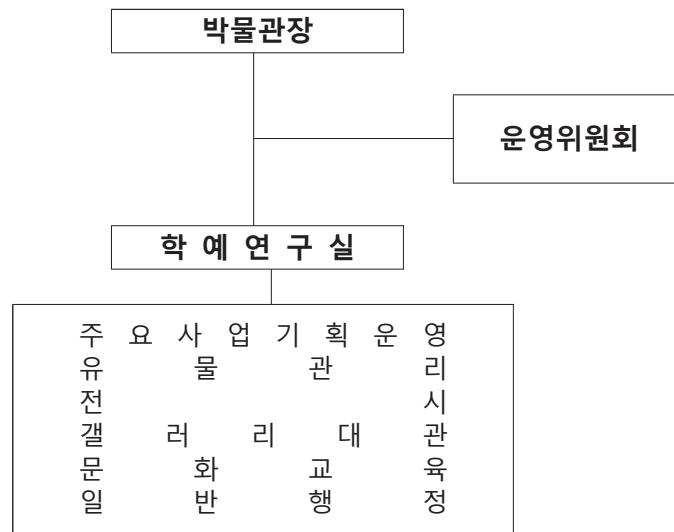 박물관장
운영위원회
학 예 연 구 실
주 요 사 업 기 획 운 영
유 물 관 리
전 시
갤 러 리 대 관
문 화 교 육
일 반 행 정